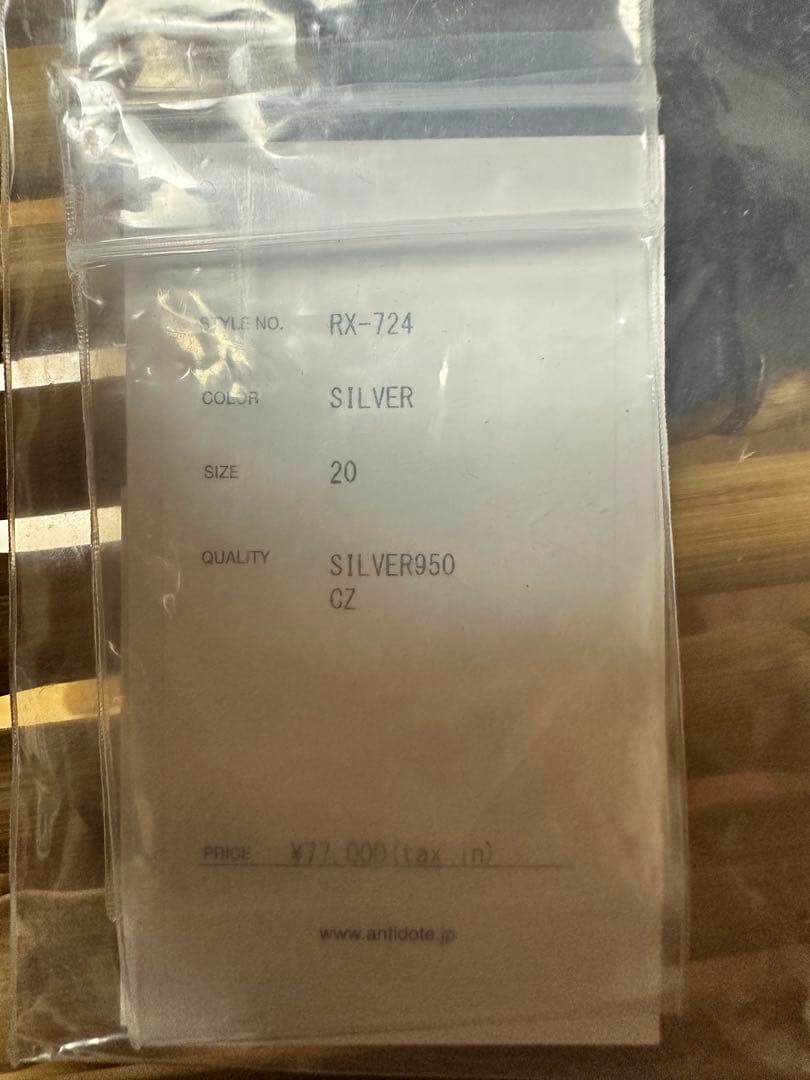 STYLE NO. RX-724
COLOR SILVER
SIZE 20
QUALITY SILVER950
CZ
PRICE ¥77,000(tax in)
www.antidote.jp